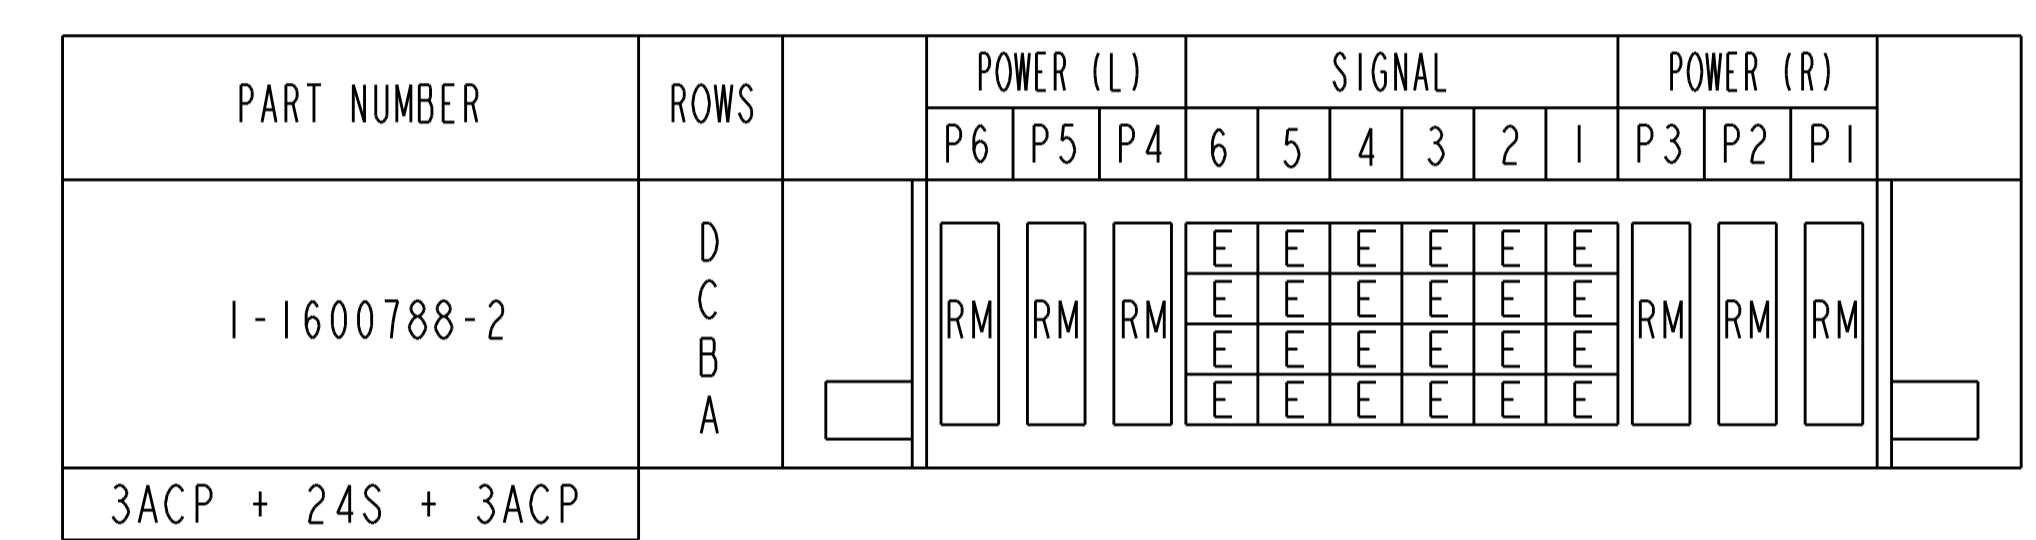 PART NUMBER ROWS POWER (L) SIGNAL POWER (R)
P6 P5 P4 6 5 4 3 2 1 P3 P2 P1
1-1600788-2
D E E E E E E
C E E E E E E
RM RM RM RM RM RM
B E E E E E E
A E E E E E E
3ACP + 24S + 3ACP